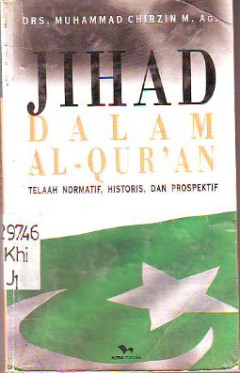 DRS. MUHAMMAD CHIRZIN M. AG.
JIHAD
DALAM
AL-QUR'AN
TELAAH NORMATIF, HISTORIS, DAN PROSPEKTIF
297.46
Khi
J1